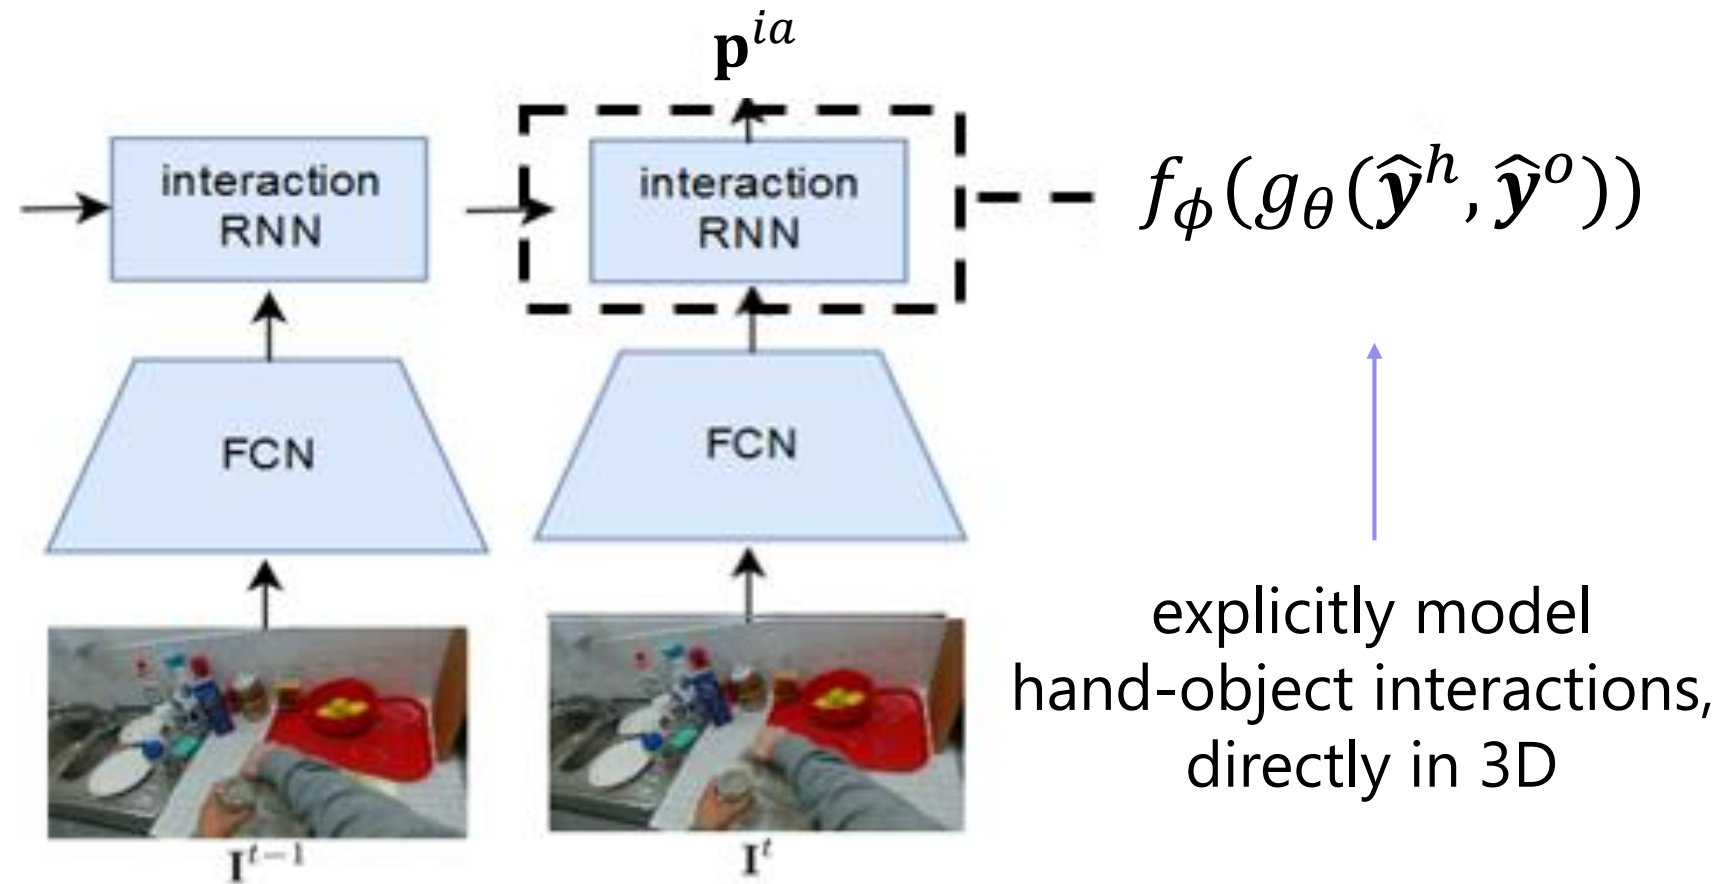 𝐩^{ia}
interaction
RNN
interaction
RNN
f_ϕ(g_θ(ŷ^h, ŷ^o))
FCN
FCN
explicitly model
hand-object interactions,
directly in 3D
I^{t−1}
I^t